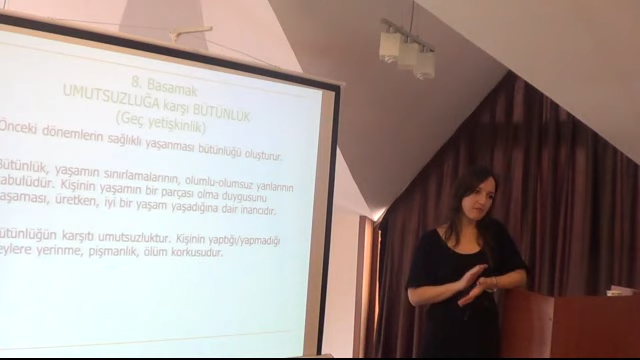 8. Basamak
UMUTSUZLUĞA karşı BÜTÜNLÜK
(Geç yetişkinlik)
Önceki dönemlerin sağlıklı yaşanması bütünlüğü oluşturur.
Bütünlük, yaşamın sınırlamalarının, olumlu-olumsuz yanlarının
kabulüdür. Kişinin yaşamın bir parçası olma duygusunu
yaşaması, üretken, iyi bir yaşam yaşadığına dair inancıdır.
ütünlüğün karşıtı umutsuzluktur. Kişinin yaptığı/yapmadığı
eylere yerinme, pişmanlık, ölüm korkusudur.